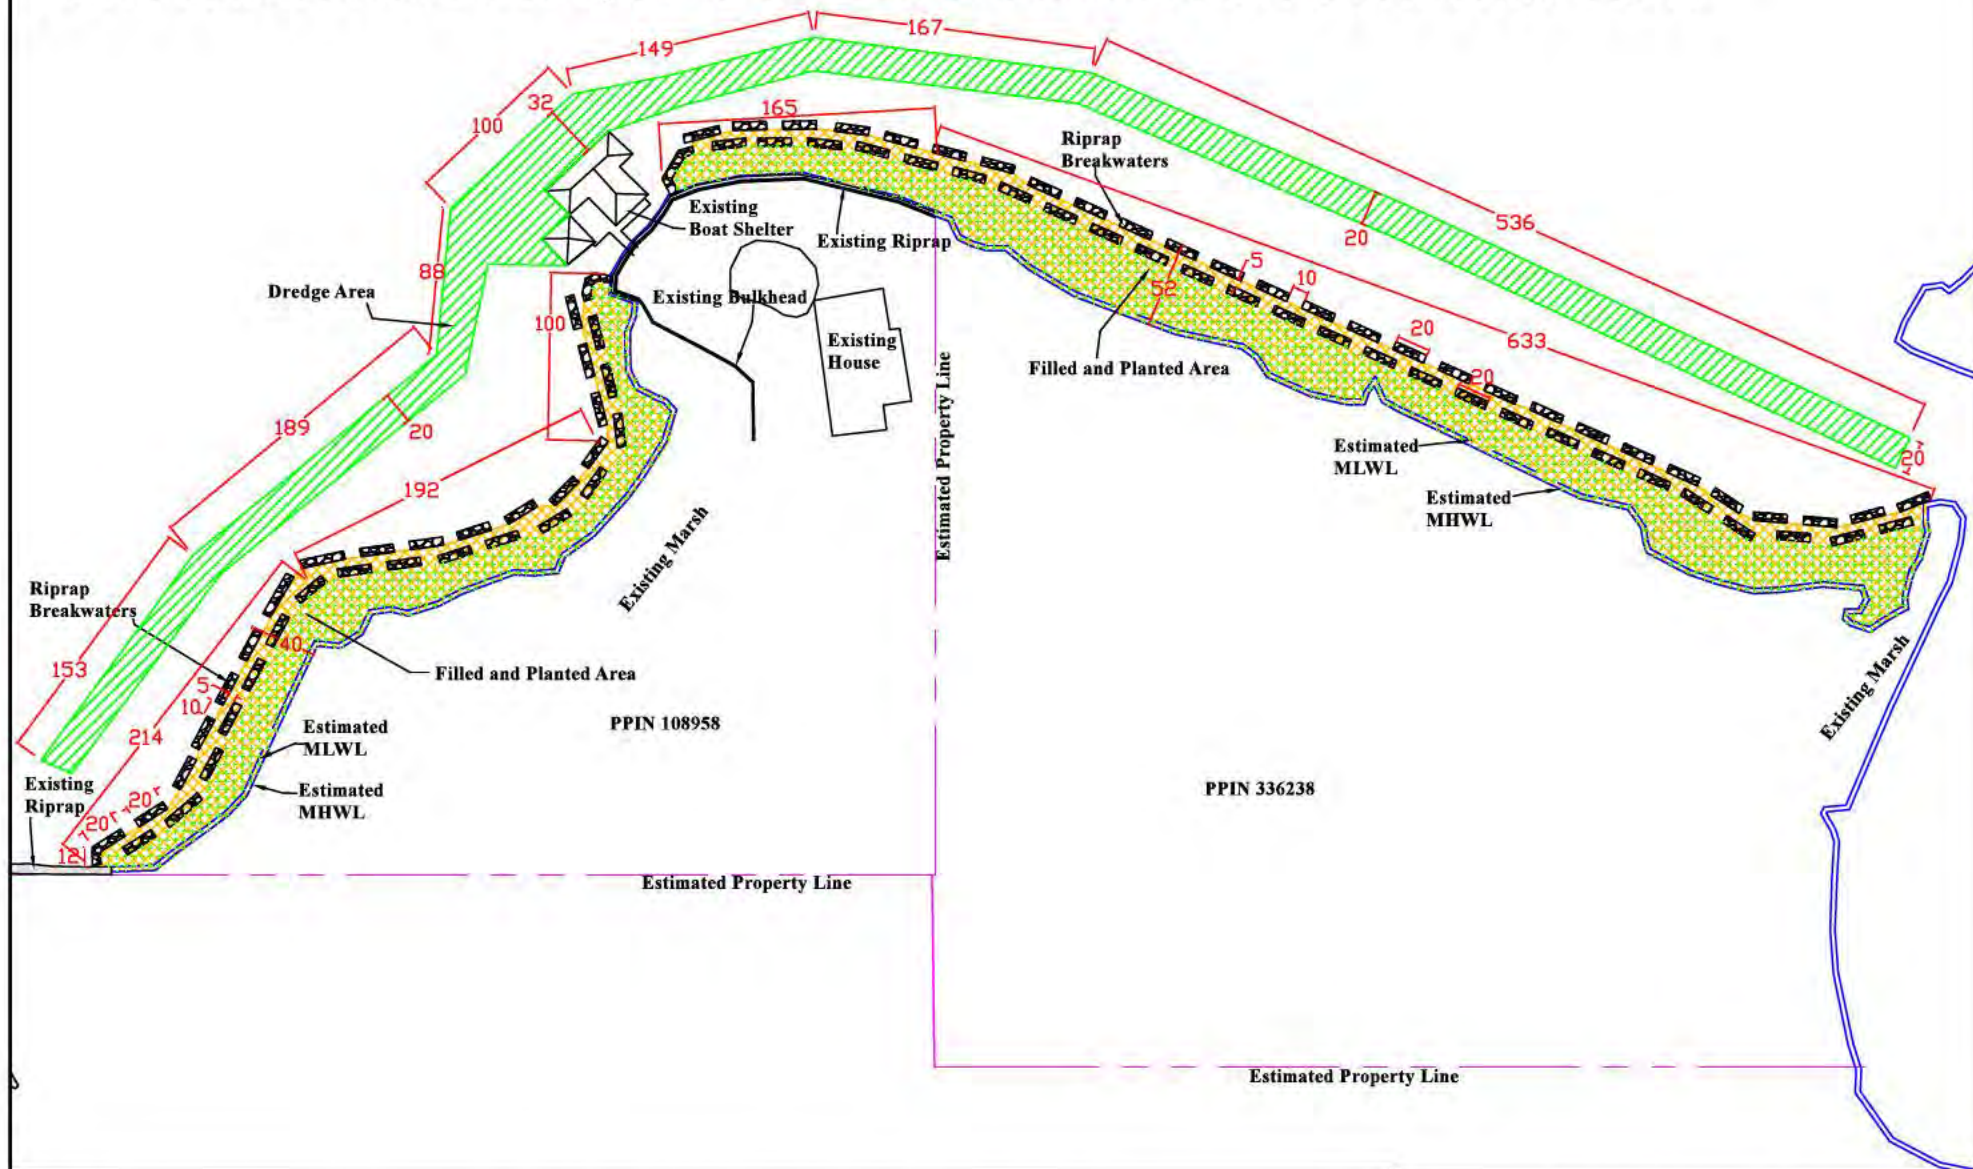 167
149
32
100
165
Riprap
Breakwaters
536
20
Existing
Boat Shelter
Existing Riprap
5
10
88
Dredge Area
52
Existing Bulkhead
100
Existing
House
20
633
Filled and Planted Area
20
189
20
Estimated Property Line
192
Estimated
MLWL
20
Estimated
MHWL
Existing Marsh
Riprap
Breakwaters
40
153
Filled and Planted Area
5
10
Existing Marsh
214
PPIN 108958
Estimated
MLWL
Existing
Riprap
20
20
Estimated
MHWL
PPIN 336238
12
Estimated Property Line
Estimated Property Line